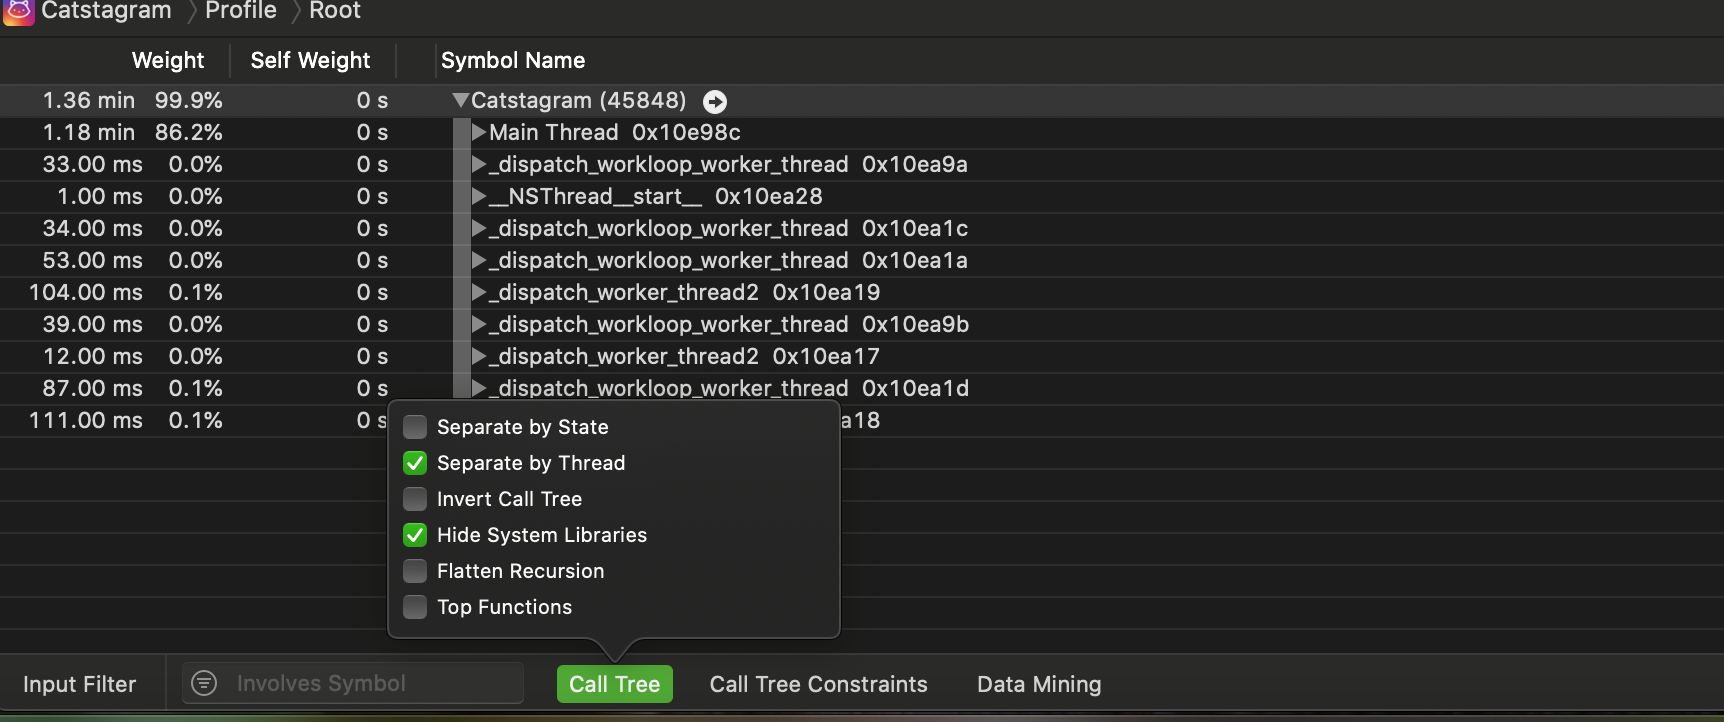 Catstagram Profile Root
Weight Self Weight Symbol Name
1.36 min 99.9% 0 s Catstagram (45848)
1.18 min 86.2% 0 s Main Thread 0x10e98c
33.00 ms 0.0% 0 s _dispatch_workloop_worker_thread 0x10ea9a
1.00 ms 0.0% 0 s __NSThread__start__ 0x10ea28
34.00 ms 0.0% 0 s _dispatch_workloop_worker_thread 0x10ea1c
53.00 ms 0.0% 0 s _dispatch_workloop_worker_thread 0x10ea1a
104.00 ms 0.1% 0 s _dispatch_worker_thread2 0x10ea19
39.00 ms 0.0% 0 s _dispatch_workloop_worker_thread 0x10ea9b
12.00 ms 0.0% 0 s _dispatch_worker_thread2 0x10ea17
87.00 ms 0.1% 0 s _dispatch_workloop_worker_thread 0x10ea1d
111.00 ms 0.1% 0 s a18
Separate by State
Separate by Thread
Invert Call Tree
Hide System Libraries
Flatten Recursion
Top Functions
Input Filter Involves Symbol Call Tree Call Tree Constraints Data Mining